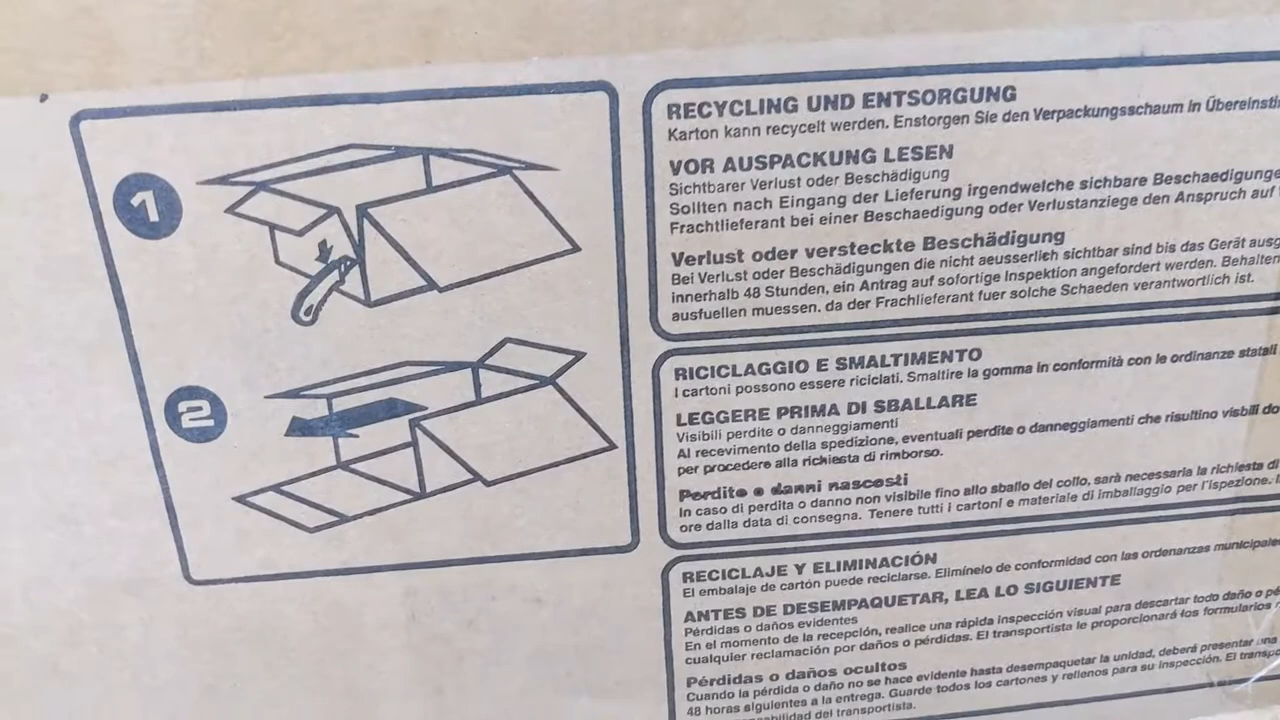 1
2
RECYCLING UND ENTSORGUNG
Karton kann recycelt werden. Enstorgen Sie den Verpackungsschaum in Übereinsti
VOR AUSPACKUNG LESEN
Sichtbarer Verlust oder Beschädigung
Sollten nach Eingang der Lieferung irgendwelche sichbare Beschaedigunge
Frachtlieferant bei einer Beschaedigung oder Verlustanziege den Anspruch auf
Verlust oder versteckte Beschädigung
Bei Verlust oder Beschädigungen die nicht aeusserlich sichtbar sind bis das Gerät ausg
innerhalb 48 Stunden, ein Antrag auf sofortige Inspektion angefordert werden. Behalten
ausfuellen muessen, da der Frachlieferant fuer solche Schaeden verantwortlich ist.
RICICLAGGIO E SMALTIMENTO
I cartoni possono essere riciclati. Smaltire la gomma in conformità con le ordinanze statali
LEGGERE PRIMA DI SBALLARE
Visibili perdite o danneggiamenti
Al recevimento della spedizione, eventuali perdite o danneggiamenti che risultino visbili do
per procedere alla richiesta di rimborso.
Perdite o danni nascosti
In caso di perdita o danno non visibile fino allo sballo del collo, sarà necessaria la richiesta di
ore dalla data di consegna. Tenere tutti i cartoni e materiale di imballaggio per l'ispezione.
RECICLAJE Y ELIMINACIÓN
El embalaje de cartón puede reciclarse. Elimínelo de conformidad con las ordenanzas municipale
ANTES DE DESEMPAQUETAR, LEA LO SIGUIENTE
Pérdidas o daños evidentes
En el momento de la recepción, realice una rápida inspección visual para descartar todo daño o pé
cualquier reclamación por daños o pérdidas. El transportista le proporcionará los formularios
Pérdidas o daños ocultos
Cuando la pérdida o daño no se hace evidente hasta desempaquetar la unidad, deberá presentar una
48 horas siguientes a la entrega. Guarde todos los cartones y rellenos para su inspección. El transpo
del transportista.